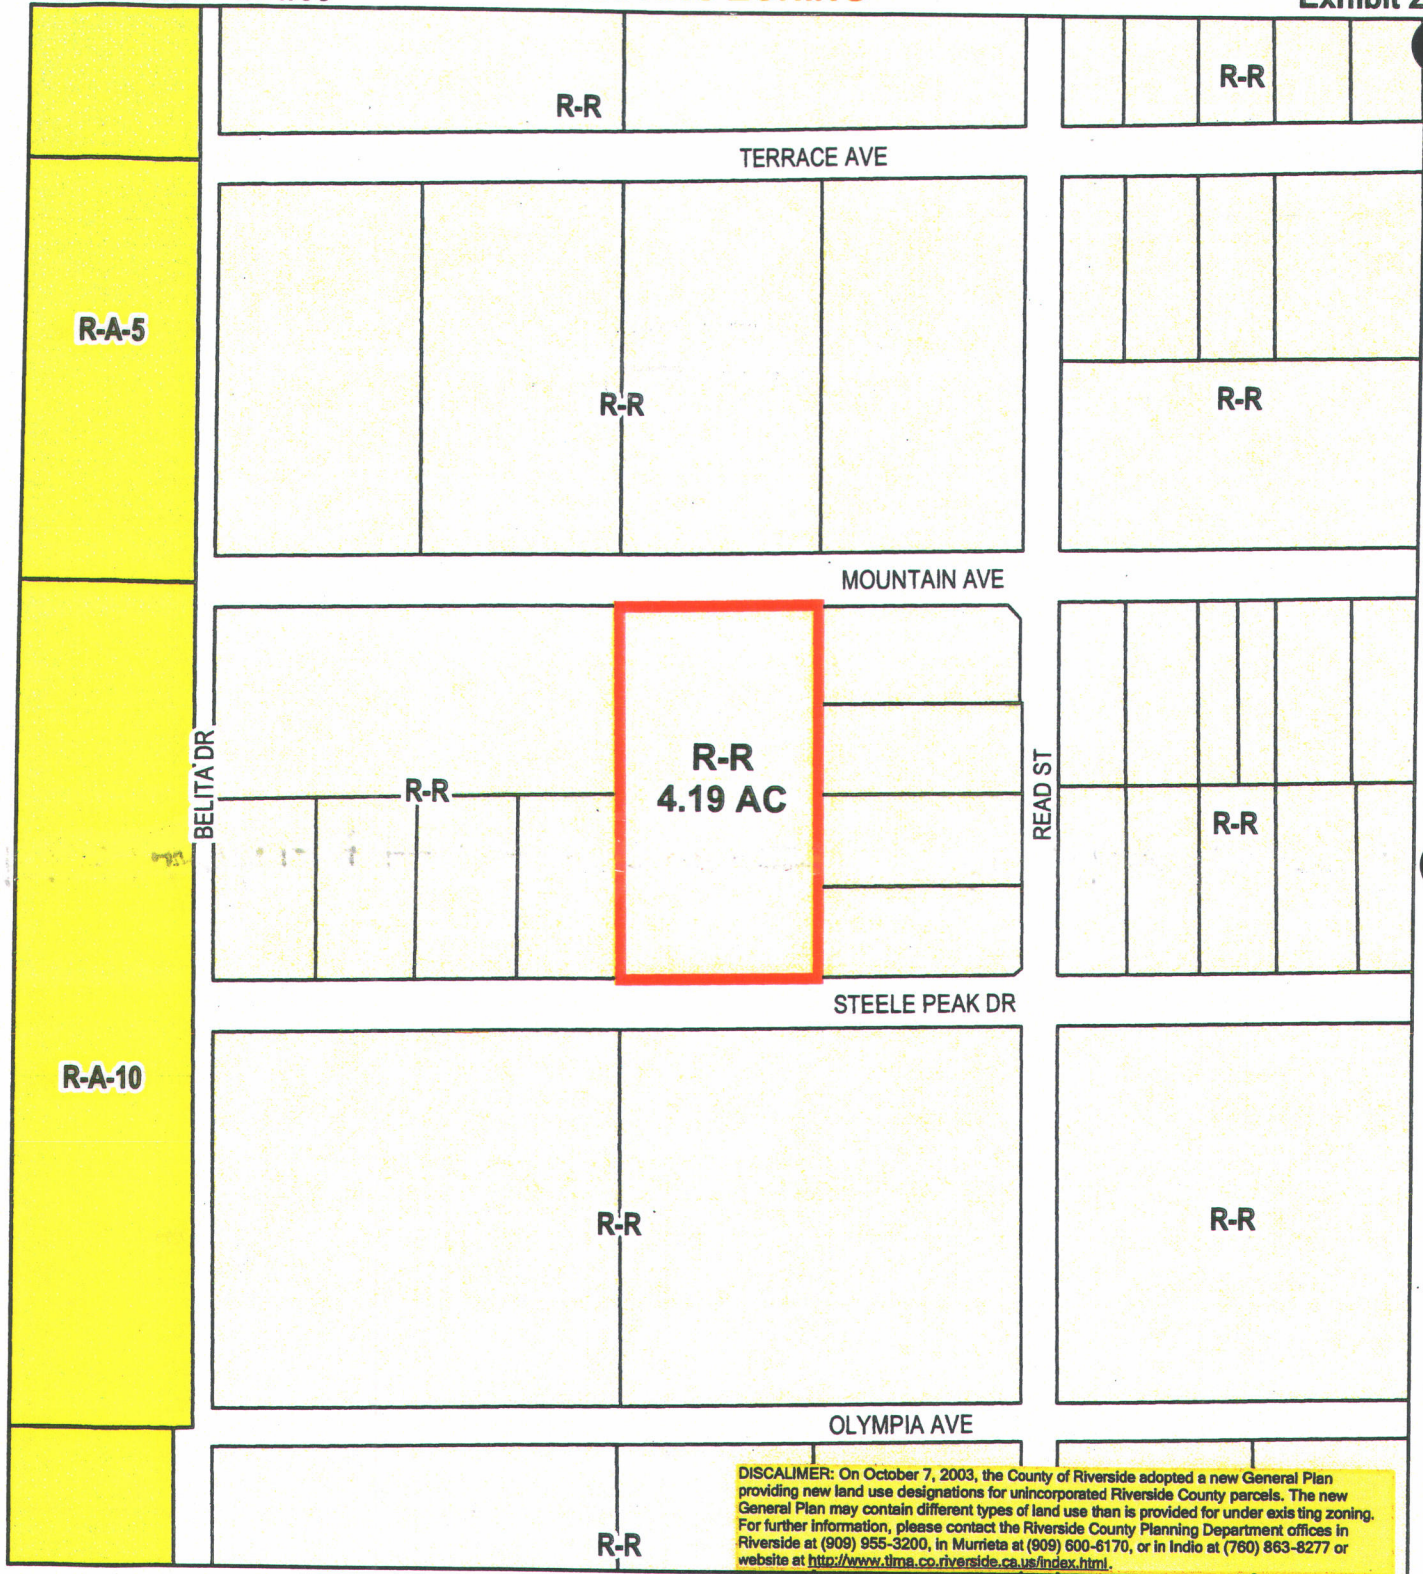 Exhibit 2
R-R
R-R
TERRACE AVE
R-A-5
R-R
R-R
MOUNTAIN AVE
BELITA DR
R-R
R-R
4.19 AC
READ ST
R-R
STEELE PEAK DR
R-A-10
R-R
R-R
OLYMPIA AVE
R-R
DISCALIMER: On October 7, 2003, the County of Riverside adopted a new General Plan
providing new land use designations for unincorporated Riverside County parcels. The new
General Plan may contain different types of land use than is provided for under existing zoning.
For further information, please contact the Riverside County Planning Department offices in
Riverside at (909) 955-3200, in Murrieta at (909) 600-6170, or in Indio at (760) 863-8277 or
website at http://www.tlma.co.riverside.ca.us/index.html.